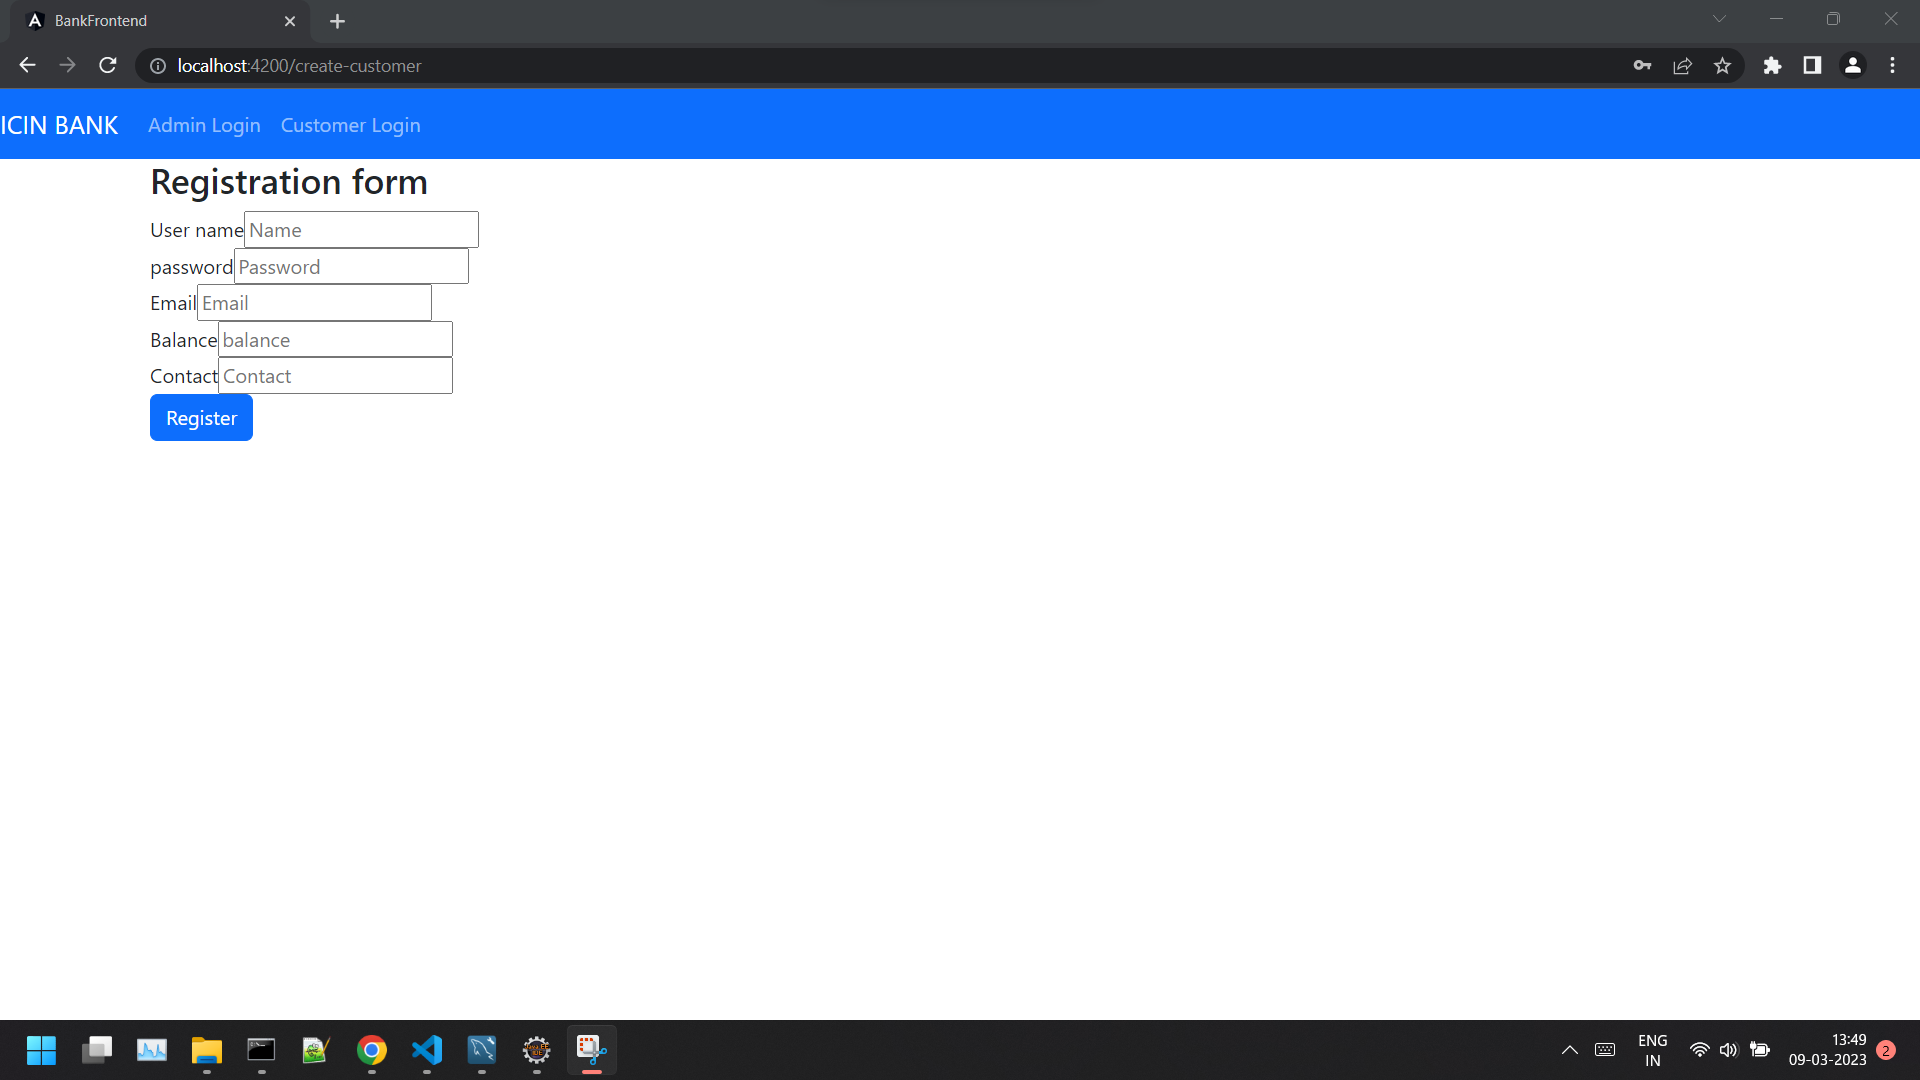 BankFrontend
localhost:4200/create-customer
ICIN BANK Admin Login Customer Login
Registration form
User name Name
password Password
Email Email
Balance balance
Contact Contact
Register
ENG
IN
13:49
09-03-2023
2